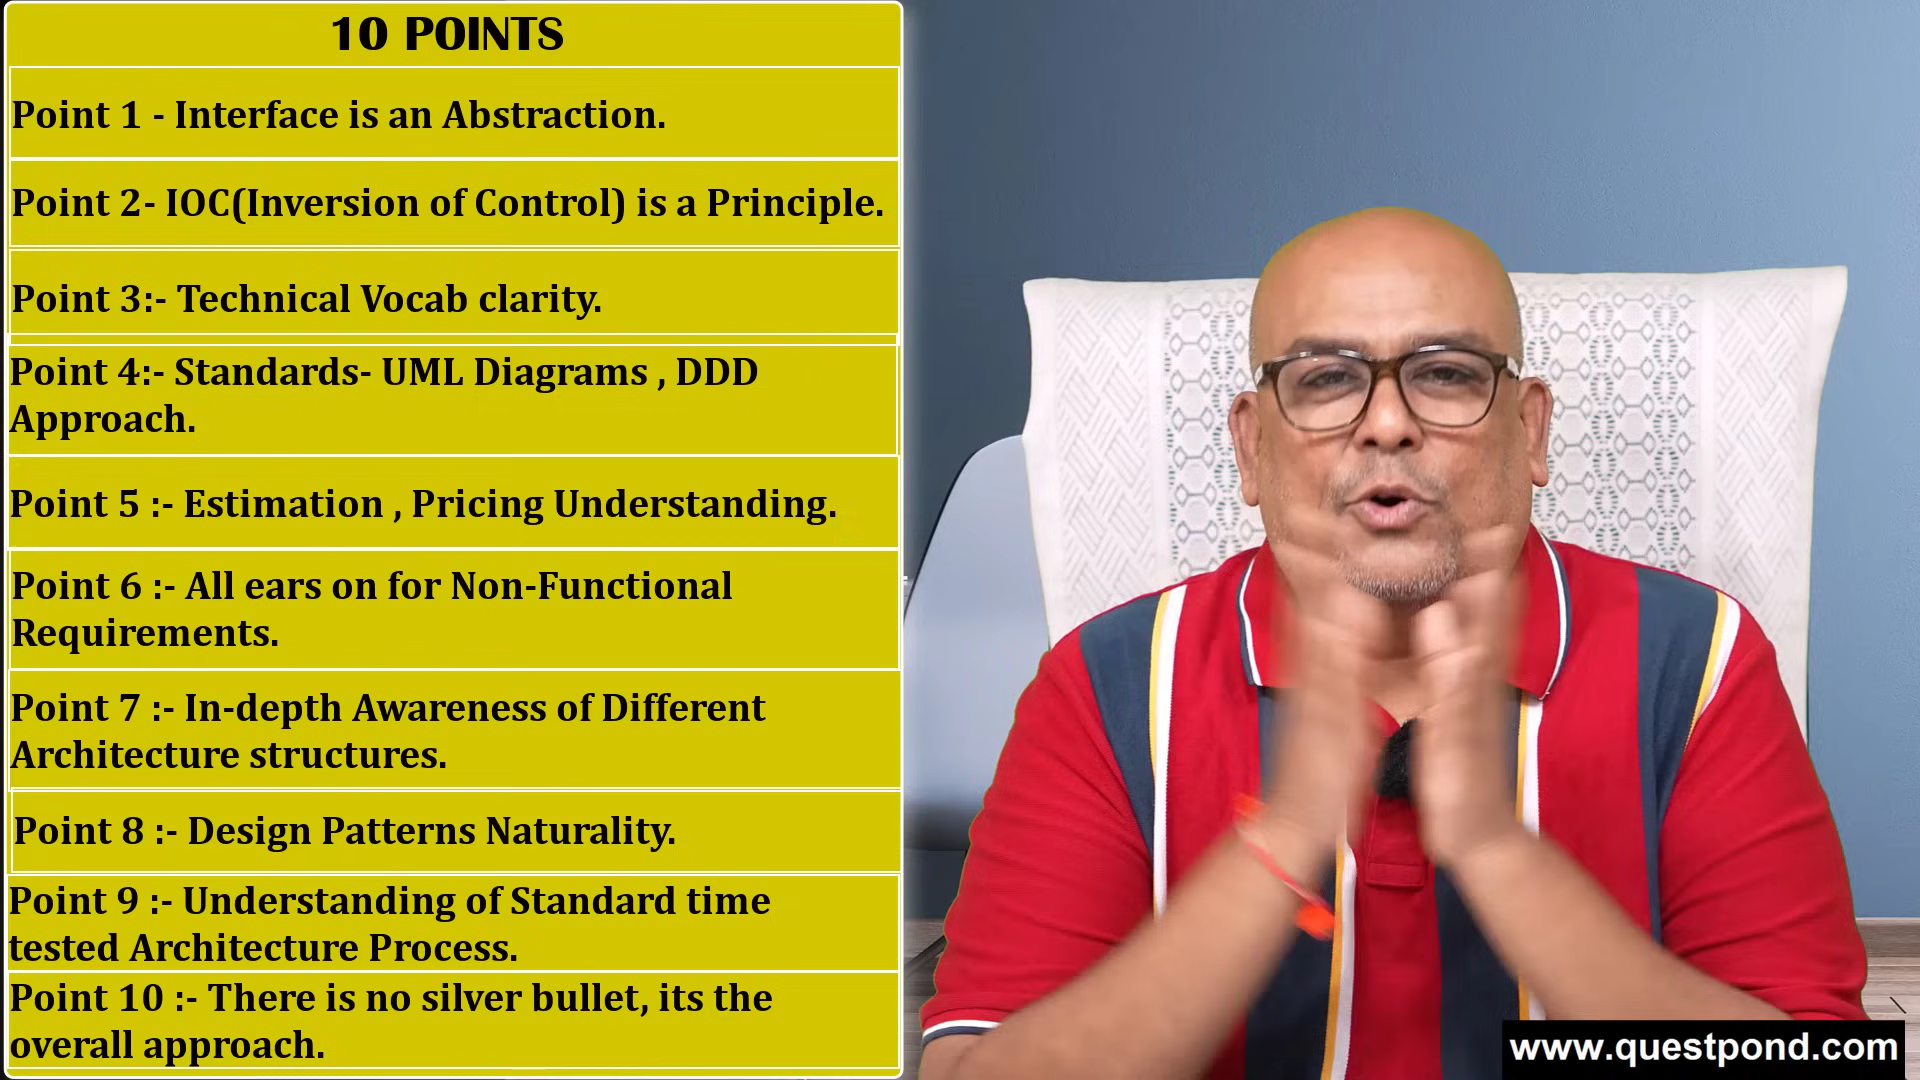 10 POINTS
Point 1 - Interface is an Abstraction.
Point 2- IOC(Inversion of Control) is a Principle.
Point 3:- Technical Vocab clarity.
Point 4:- Standards- UML Diagrams , DDD
Approach.
Point 5 :- Estimation , Pricing Understanding.
Point 6 :- All ears on for Non-Functional
Requirements.
Point 7 :- In-depth Awareness of Different
Architecture structures.
Point 8 :- Design Patterns Naturality.
Point 9 :- Understanding of Standard time
tested Architecture Process.
Point 10 :- There is no silver bullet, its the
overall approach.
www.questpond.com